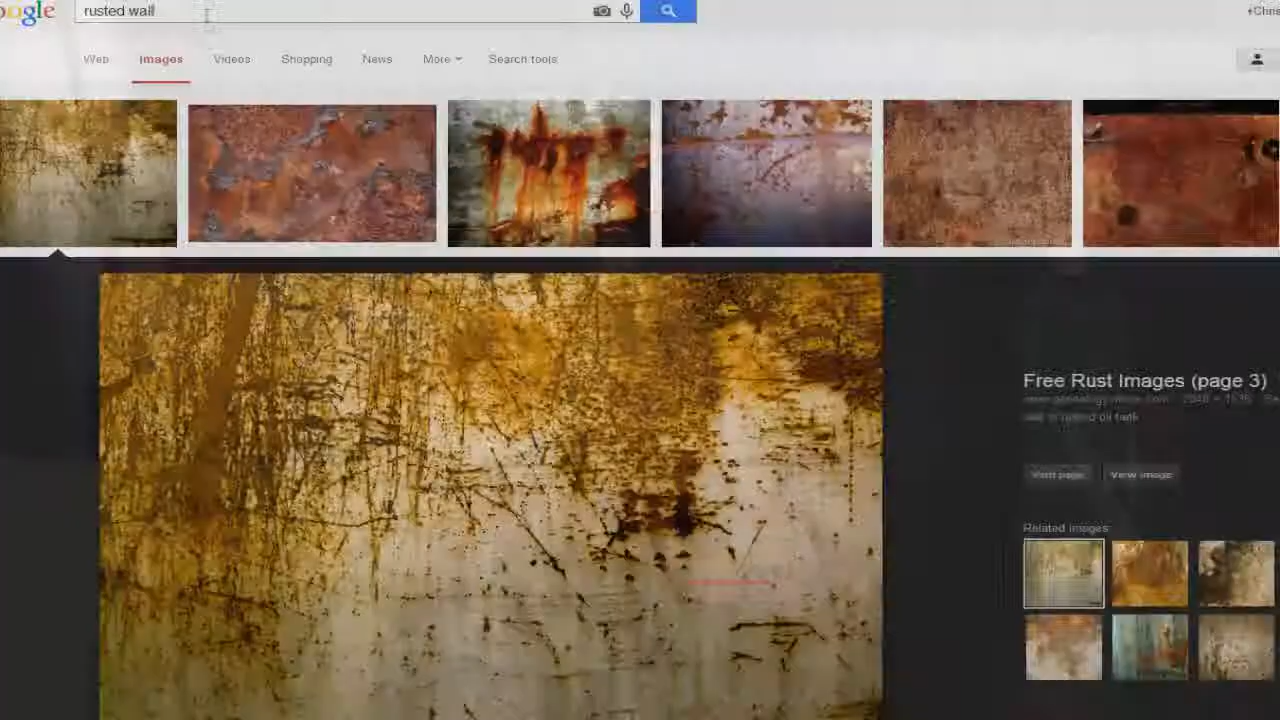 ogle
rusted wall
+Chris
Web Images Videos Shopping News More Search tools
Free Rust Images (page 3)
Visit page View image
Related images: